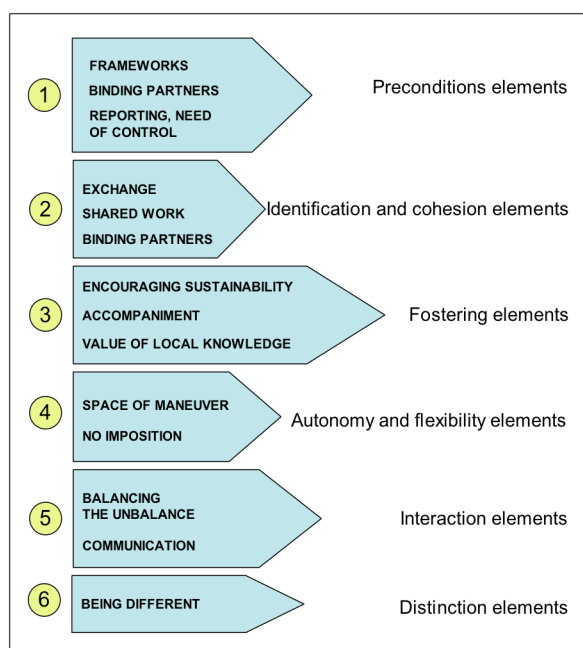 1
FRAMEWORKS
BINDING PARTNERS
REPORTING, NEED
OF CONTROL
Preconditions elements
2
EXCHANGE
SHARED WORK
BINDING PARTNERS
Identification and cohesion elements
3
ENCOURAGING SUSTAINABILITY
ACCOMPANIMENT
VALUE OF LOCAL KNOWLEDGE
Fostering elements
4
SPACE OF MANEUVER
NO IMPOSITION
Autonomy and flexibility elements
5
BALANCING
THE UNBALANCE
COMMUNICATION
Interaction elements
6
BEING DIFFERENT
Distinction elements